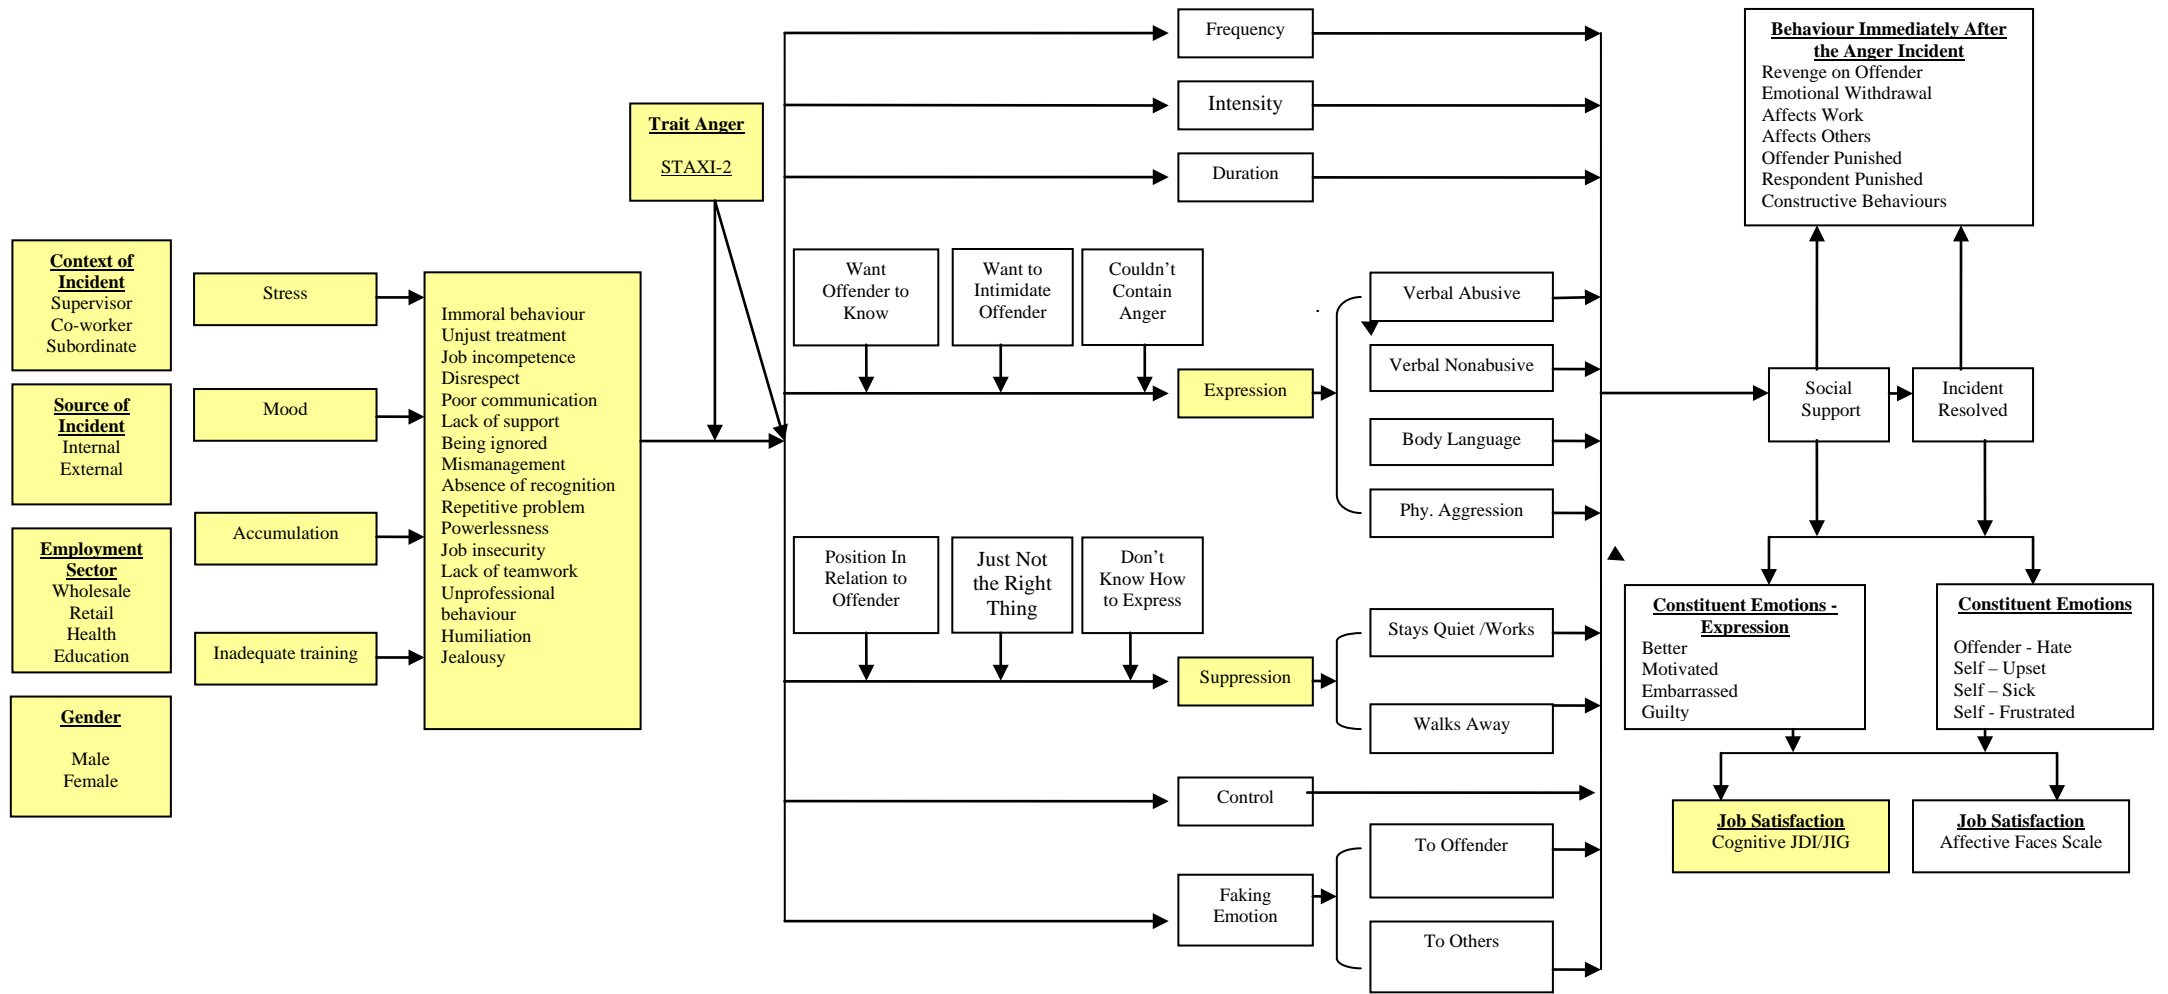 Context of
Incident
Supervisor
Co-worker
Subordinate
Source of
Incident
Internal
External
Employment
Sector
Wholesale
Retail
Health
Education
Gender
Male
Female
Stress
Mood
Accumulation
Inadequate training
Immoral behaviour
Unjust treatment
Job incompetence
Disrespect
Poor communication
Lack of support
Being ignored
Mismanagement
Absence of recognition
Repetitive problem
Powerlessness
Job insecurity
Lack of teamwork
Unprofessional
behaviour
Humiliation
Jealousy
Trait Anger
STAXI-2
Frequency
Intensity
Duration
Want
Offender to
Know
Want to
Intimidate
Offender
Couldn't
Contain
Anger
Expression
Verbal Abusive
Verbal Nonabusive
Body Language
Phy. Aggression
Position In
Relation to
Offender
Just Not
the Right
Thing
Don't
Know How
to Express
Suppression
Stays Quiet /Works
Walks Away
Control
Faking
Emotion
To Offender
To Others
Behaviour Immediately After
the Anger Incident
Revenge on Offender
Emotional Withdrawal
Affects Work
Affects Others
Offender Punished
Respondent Punished
Constructive Behaviours
Social
Support
Incident
Resolved
Constituent Emotions -
Expression
Better
Motivated
Embarrassed
Guilty
Constituent Emotions
Offender - Hate
Self – Upset
Self – Sick
Self - Frustrated
Job Satisfaction
Cognitive JDI/JIG
Job Satisfaction
Affective Faces Scale